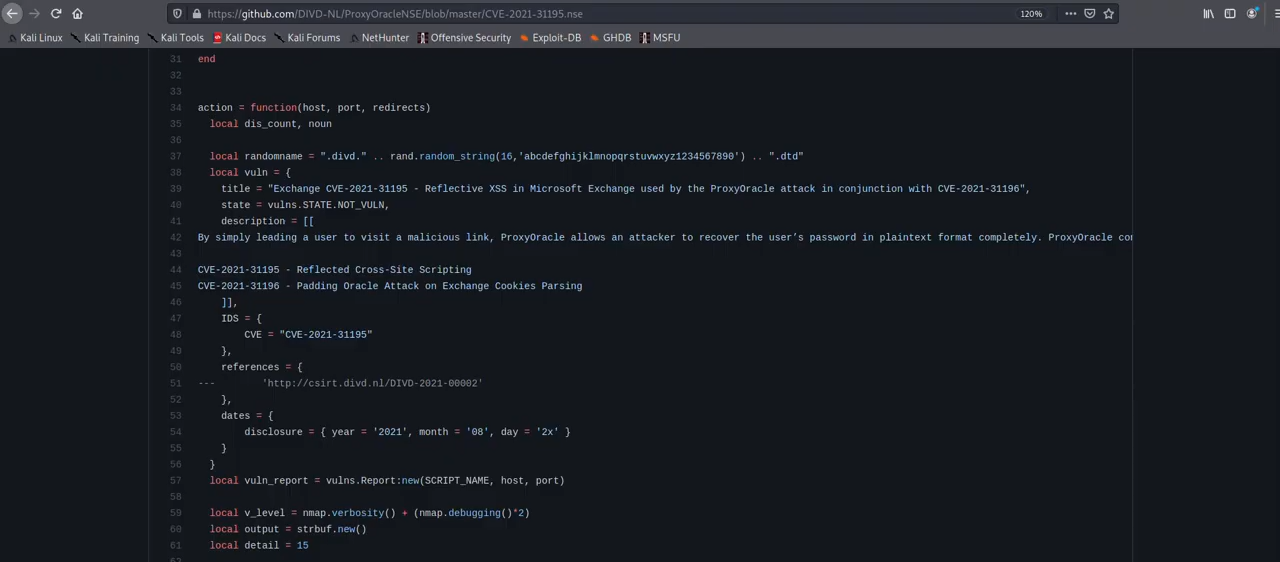 https://github.com/DIVD-NL/ProxyOracleNSE/blob/master/CVE-2021-31195.nse 120%
Kali Linux Kali Training Kali Tools Kali Docs Kali Forums NetHunter Offensive Security Exploit-DB GHDB MSFU
31 end
32
33
34 action = function(host, port, redirects)
35 local dis_count, noun
36
37 local randomname = ".divd." .. rand.random_string(16,'abcdefghijklmnopqrstuvwxyz1234567890') .. ".dtd"
38 local vuln = {
39 title = "Exchange CVE-2021-31195 - Reflective XSS in Microsoft Exchange used by the ProxyOracle attack in conjunction with CVE-2021-31196",
40 state = vulns.STATE.NOT_VULN,
41 description = [[
42 By simply leading a user to visit a malicious link, ProxyOracle allows an attacker to recover the user’s password in plaintext format completely. ProxyOracle con
43
44 CVE-2021-31195 - Reflected Cross-Site Scripting
45 CVE-2021-31196 - Padding Oracle Attack on Exchange Cookies Parsing
46 ]],
47 IDS = {
48 CVE = "CVE-2021-31195"
49 },
50 references = {
51 --- 'http://csirt.divd.nl/DIVD-2021-00002'
52 },
53 dates = {
54 disclosure = { year = '2021', month = '08', day = '2x' }
55 }
56 }
57 local vuln_report = vulns.Report:new(SCRIPT_NAME, host, port)
58
59 local v_level = nmap.verbosity() + (nmap.debugging()*2)
60 local output = strbuf.new()
61 local detail = 15
62